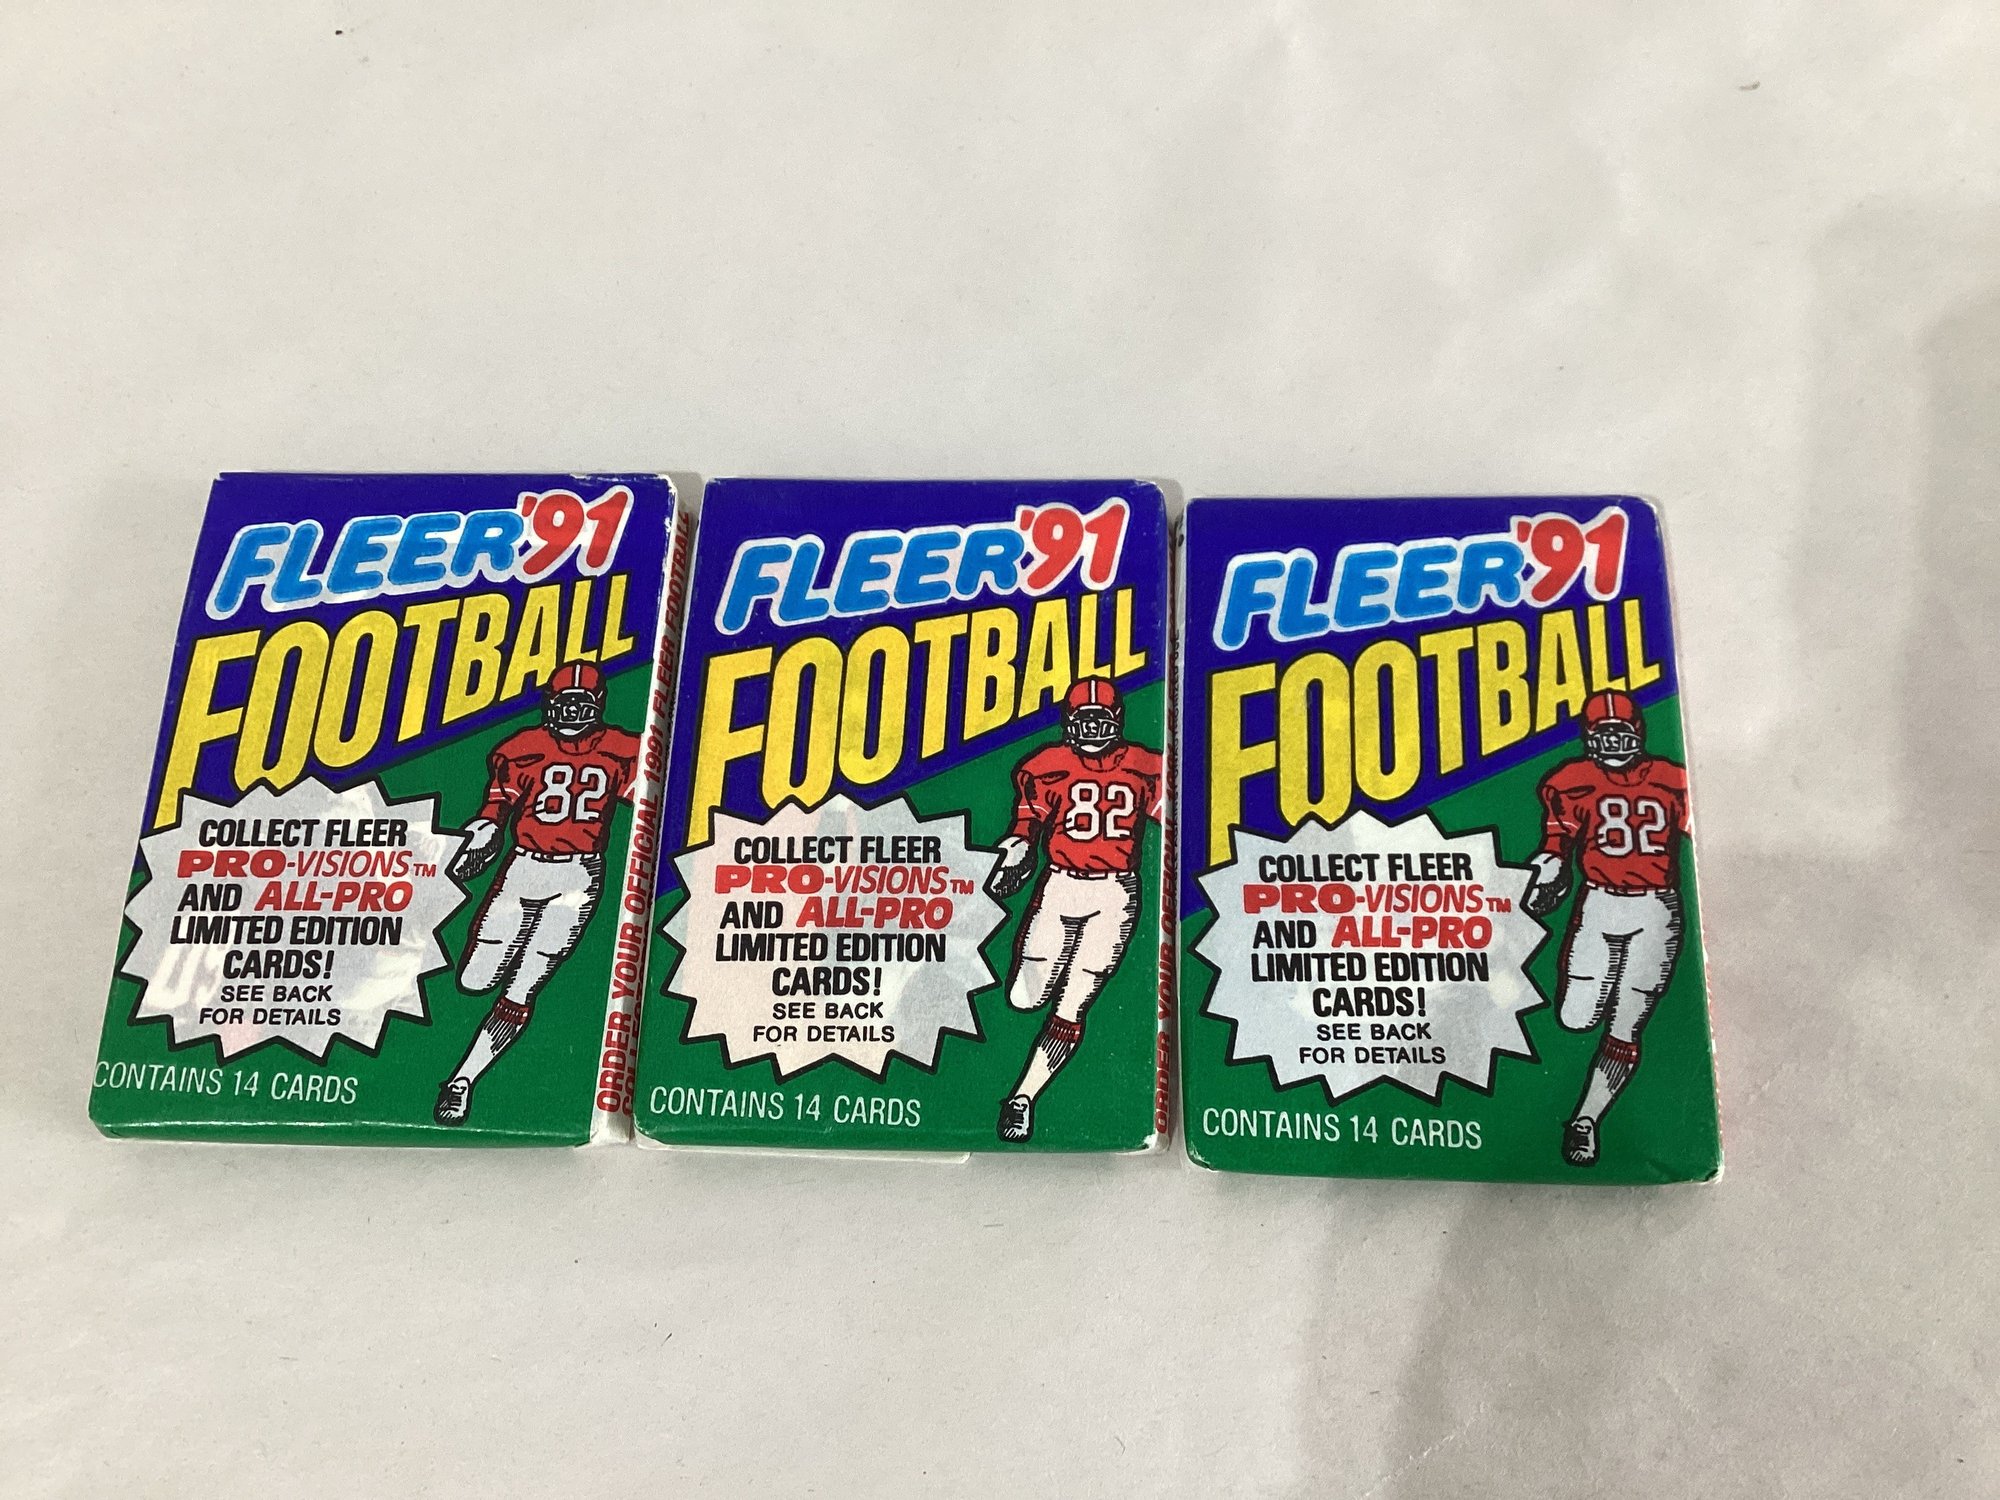 FLEER '91
FOOTBALL
82
COLLECT FLEER
PRO-VISIONS™
AND ALL-PRO
LIMITED EDITION
CARDS!
SEE BACK
FOR DETAILS
CONTAINS 14 CARDS
ORDER YOUR OFFICIAL 1991 FLEER FOOTBALL
FLEER '91
FOOTBALL
82
COLLECT FLEER
PRO-VISIONS™
AND ALL-PRO
LIMITED EDITION
CARDS!
SEE BACK
FOR DETAILS
CONTAINS 14 CARDS
ORDER YOUR OFFICIAL
FLEER '91
FOOTBALL
82
COLLECT FLEER
PRO-VISIONS™
AND ALL-PRO
LIMITED EDITION
CARDS!
SEE BACK
FOR DETAILS
CONTAINS 14 CARDS